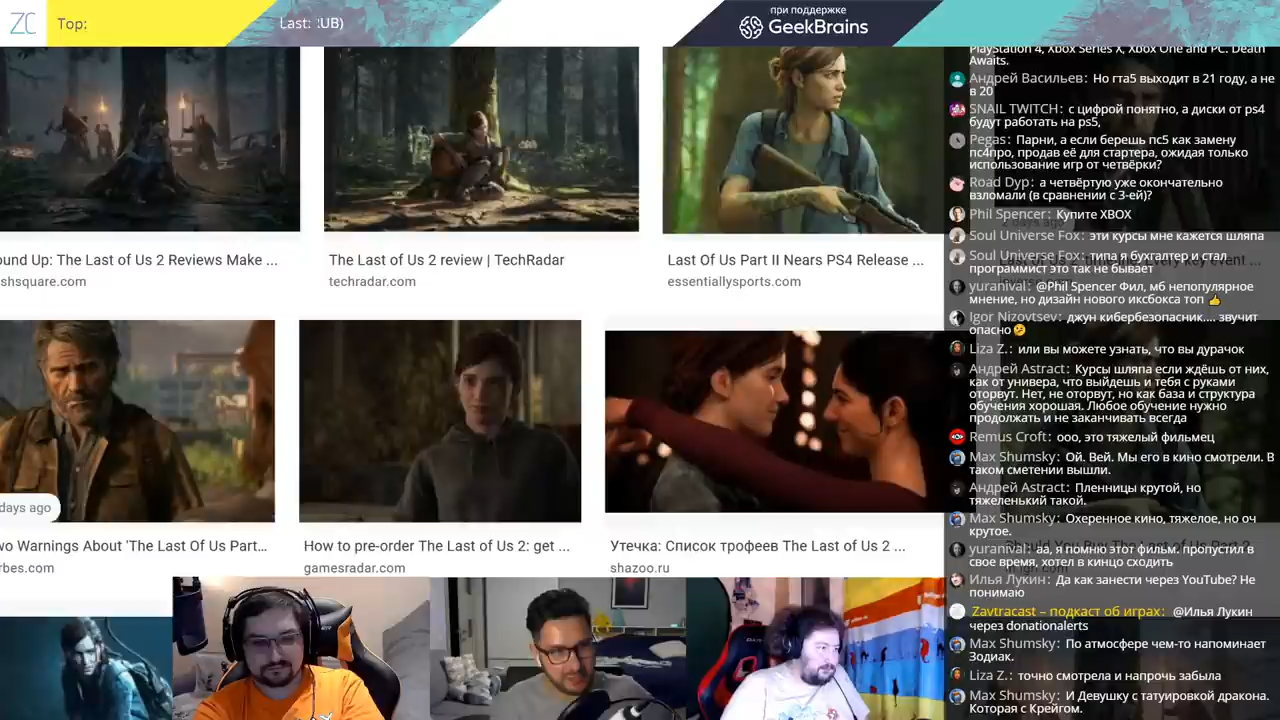 ZC
Top:
Last: :UB)
при поддержке
GeekBrains
ound Up: The Last of Us 2 Reviews Make ...
shsquare.com
The Last of Us 2 review | TechRadar
techradar.com
Last Of Us Part II Nears PS4 Release ...
essentiallysports.com
days ago
wo Warnings About 'The Last Of Us Part...
rbes.com
How to pre-order The Last of Us 2: get ...
gamesradar.com
Утечка: Список трофеев The Last of Us 2 ...
shazoo.ru
PlayStation 4, Xbox Series X, Xbox One and PC. Death
Awaits.
Андрей Васильев: Но гта5 выходит в 21 году, а не
в 20
SNAIL TWITCH: с цифрой понятно, а диски от ps4
будут работать на ps5,
Pegas: Парни, а если берешь пс5 как замену
пс4про, продав её для стартера, ожидая только
использование игр от четвёрки?
Road Дур: а четвёртую уже окончательно
взломали (в сравнении с 3-ей)?
Phil Spencer: Купите XBOX
Soul Universe Fox: эти курсы мне кажется шляпа
Soul Universe Fox: типа я бухгалтер и стал
программист это так не бывает
yuranival: @Phil Spencer Фил, мб непопулярное
мнение, но дизайн нового иксбокса топ 👍
Igor Nizovtsev: джун кибербезопасник.... звучит
опасно
Liza Z.: или вы можете узнать, что вы дурачок
Андрей Astract: Курсы шляпа если ждёшь от них,
как от универа, что выйдешь и тебя с руками
оторвут. Нет, не оторвут, но как база и структура
обучения хорошая. Любое обучение нужно
продолжать и не заканчивать всегда
Remus Croft: ооо, это тяжелый фильмец
Max Shumsky: Ой. Вей. Мы его в кино смотрели. В
таком сметении вышли.
Андрей Astract: Пленницы крутой, но
тяжеленький такой.
Max Shumsky: Охеренное кино, тяжелое, но оч
крутое.
yuranival: аа, я помню этот фильм. пропустил в
свое время, хотел в кинцо сходить
Илья Лукин: Да как занести через YouTube? Не
понимаю
Zavtracast – подкаст об играх: @Илья Лукин
через donationalerts
Max Shumsky: По атмосфере чем-то напоминает
Зодиак.
Liza Z.: точно смотрела и напрочь забыла
Max Shumsky: И Девушку с татуировкой дракона.
Которая с Крейгом.